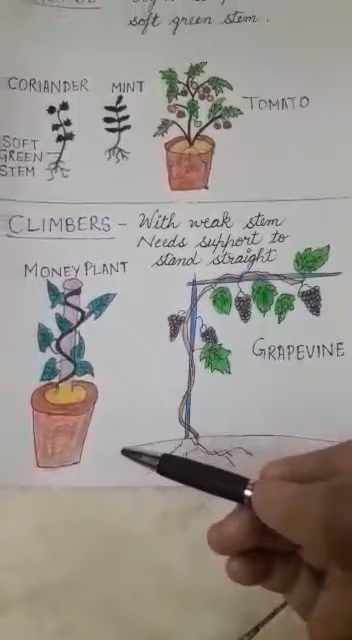 soft green stem.
CORIANDER
MINT
TOMATO
SOFT
GREEN
STEM
CLIMBERS - With weak stem
Needs support to
stand straight
MONEY PLANT
GRAPEVINE